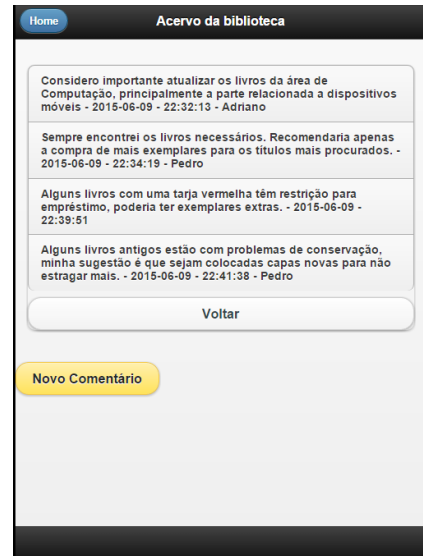 Home
Acervo da biblioteca
Considero importante atualizar os livros da área de
Computação, principalmente a parte relacionada a dispositivos
móveis - 2015-06-09 - 22:32:13 - Adriano
Sempre encontrei os livros necessários. Recomendaria apenas
a compra de mais exemplares para os títulos mais procurados. -
2015-06-09 - 22:34:19 - Pedro
Alguns livros com uma tarja vermelha têm restrição para
empréstimo, poderia ter exemplares extras. - 2015-06-09 -
22:39:51
Alguns livros antigos estão com problemas de conservação,
minha sugestão é que sejam colocadas capas novas para não
estragar mais. - 2015-06-09 - 22:41:38 - Pedro
Voltar
Novo Comentário